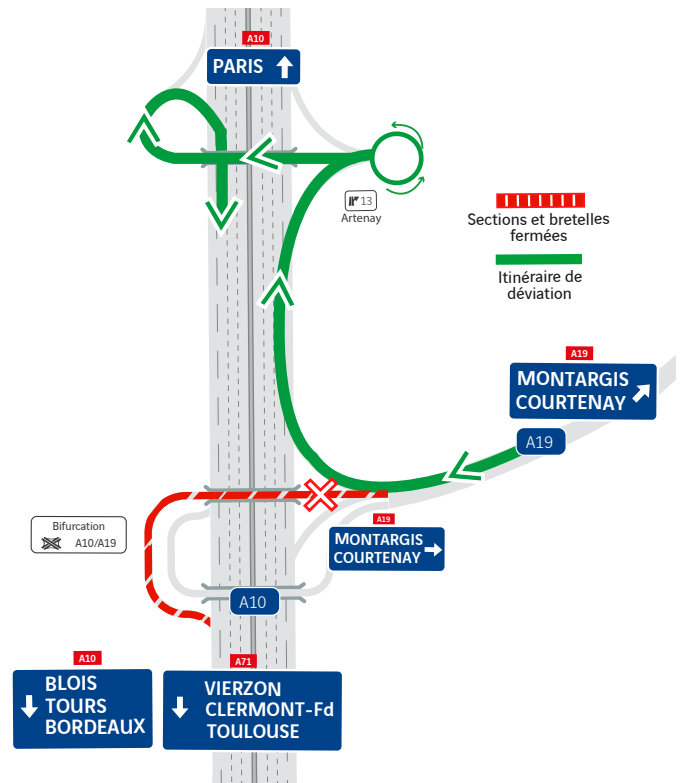 A10
PARIS
13
Artenay
Sections et bretelles
fermées
Itinéraire de
déviation
A19
MONTARGIS
COURTENAY
A19
Bifurcation
A10/A19
A19
MONTARGIS
COURTENAY
A10
A10
BLOIS
TOURS
BORDEAUX
A71
VIERZON
CLERMONT-Fd
TOULOUSE